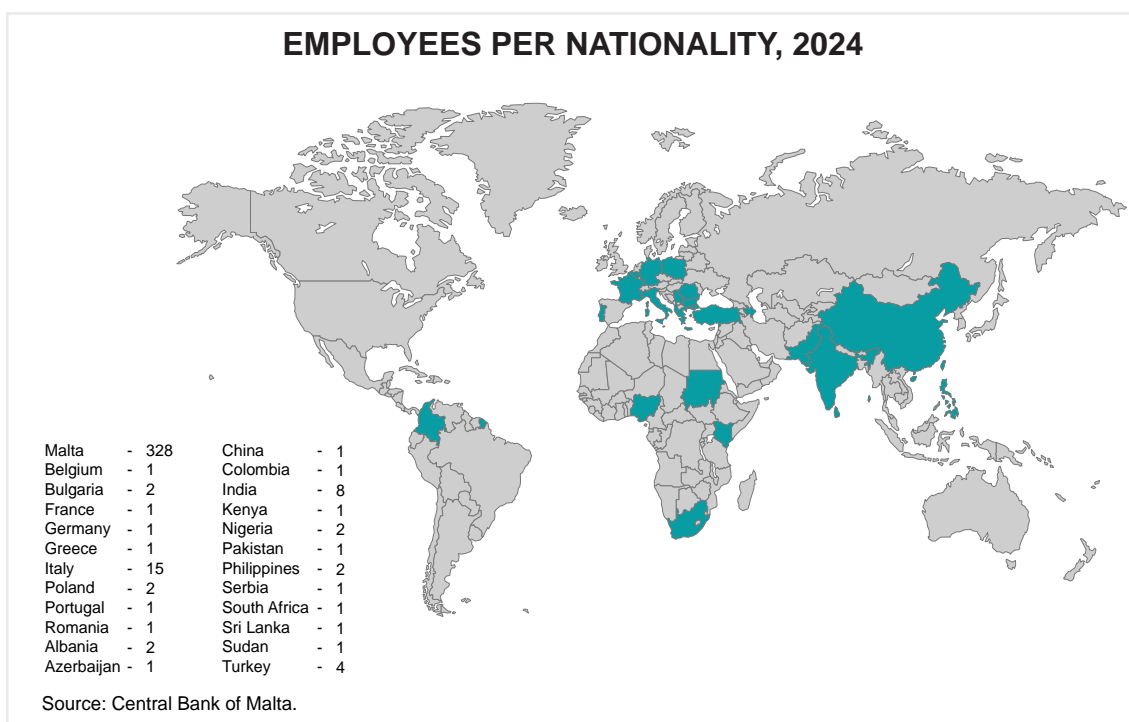 EMPLOYEES PER NATIONALITY, 2024
Malta - 328
Belgium - 1
Bulgaria - 2
France - 1
Germany - 1
Greece - 1
Italy - 15
Poland - 2
Portugal - 1
Romania - 1
Albania - 2
Azerbaijan - 1
China - 1
Colombia - 1
India - 8
Kenya - 1
Nigeria - 2
Pakistan - 1
Philippines - 2
Serbia - 1
South Africa - 1
Sri Lanka - 1
Sudan - 1
Turkey - 4
Source: Central Bank of Malta.